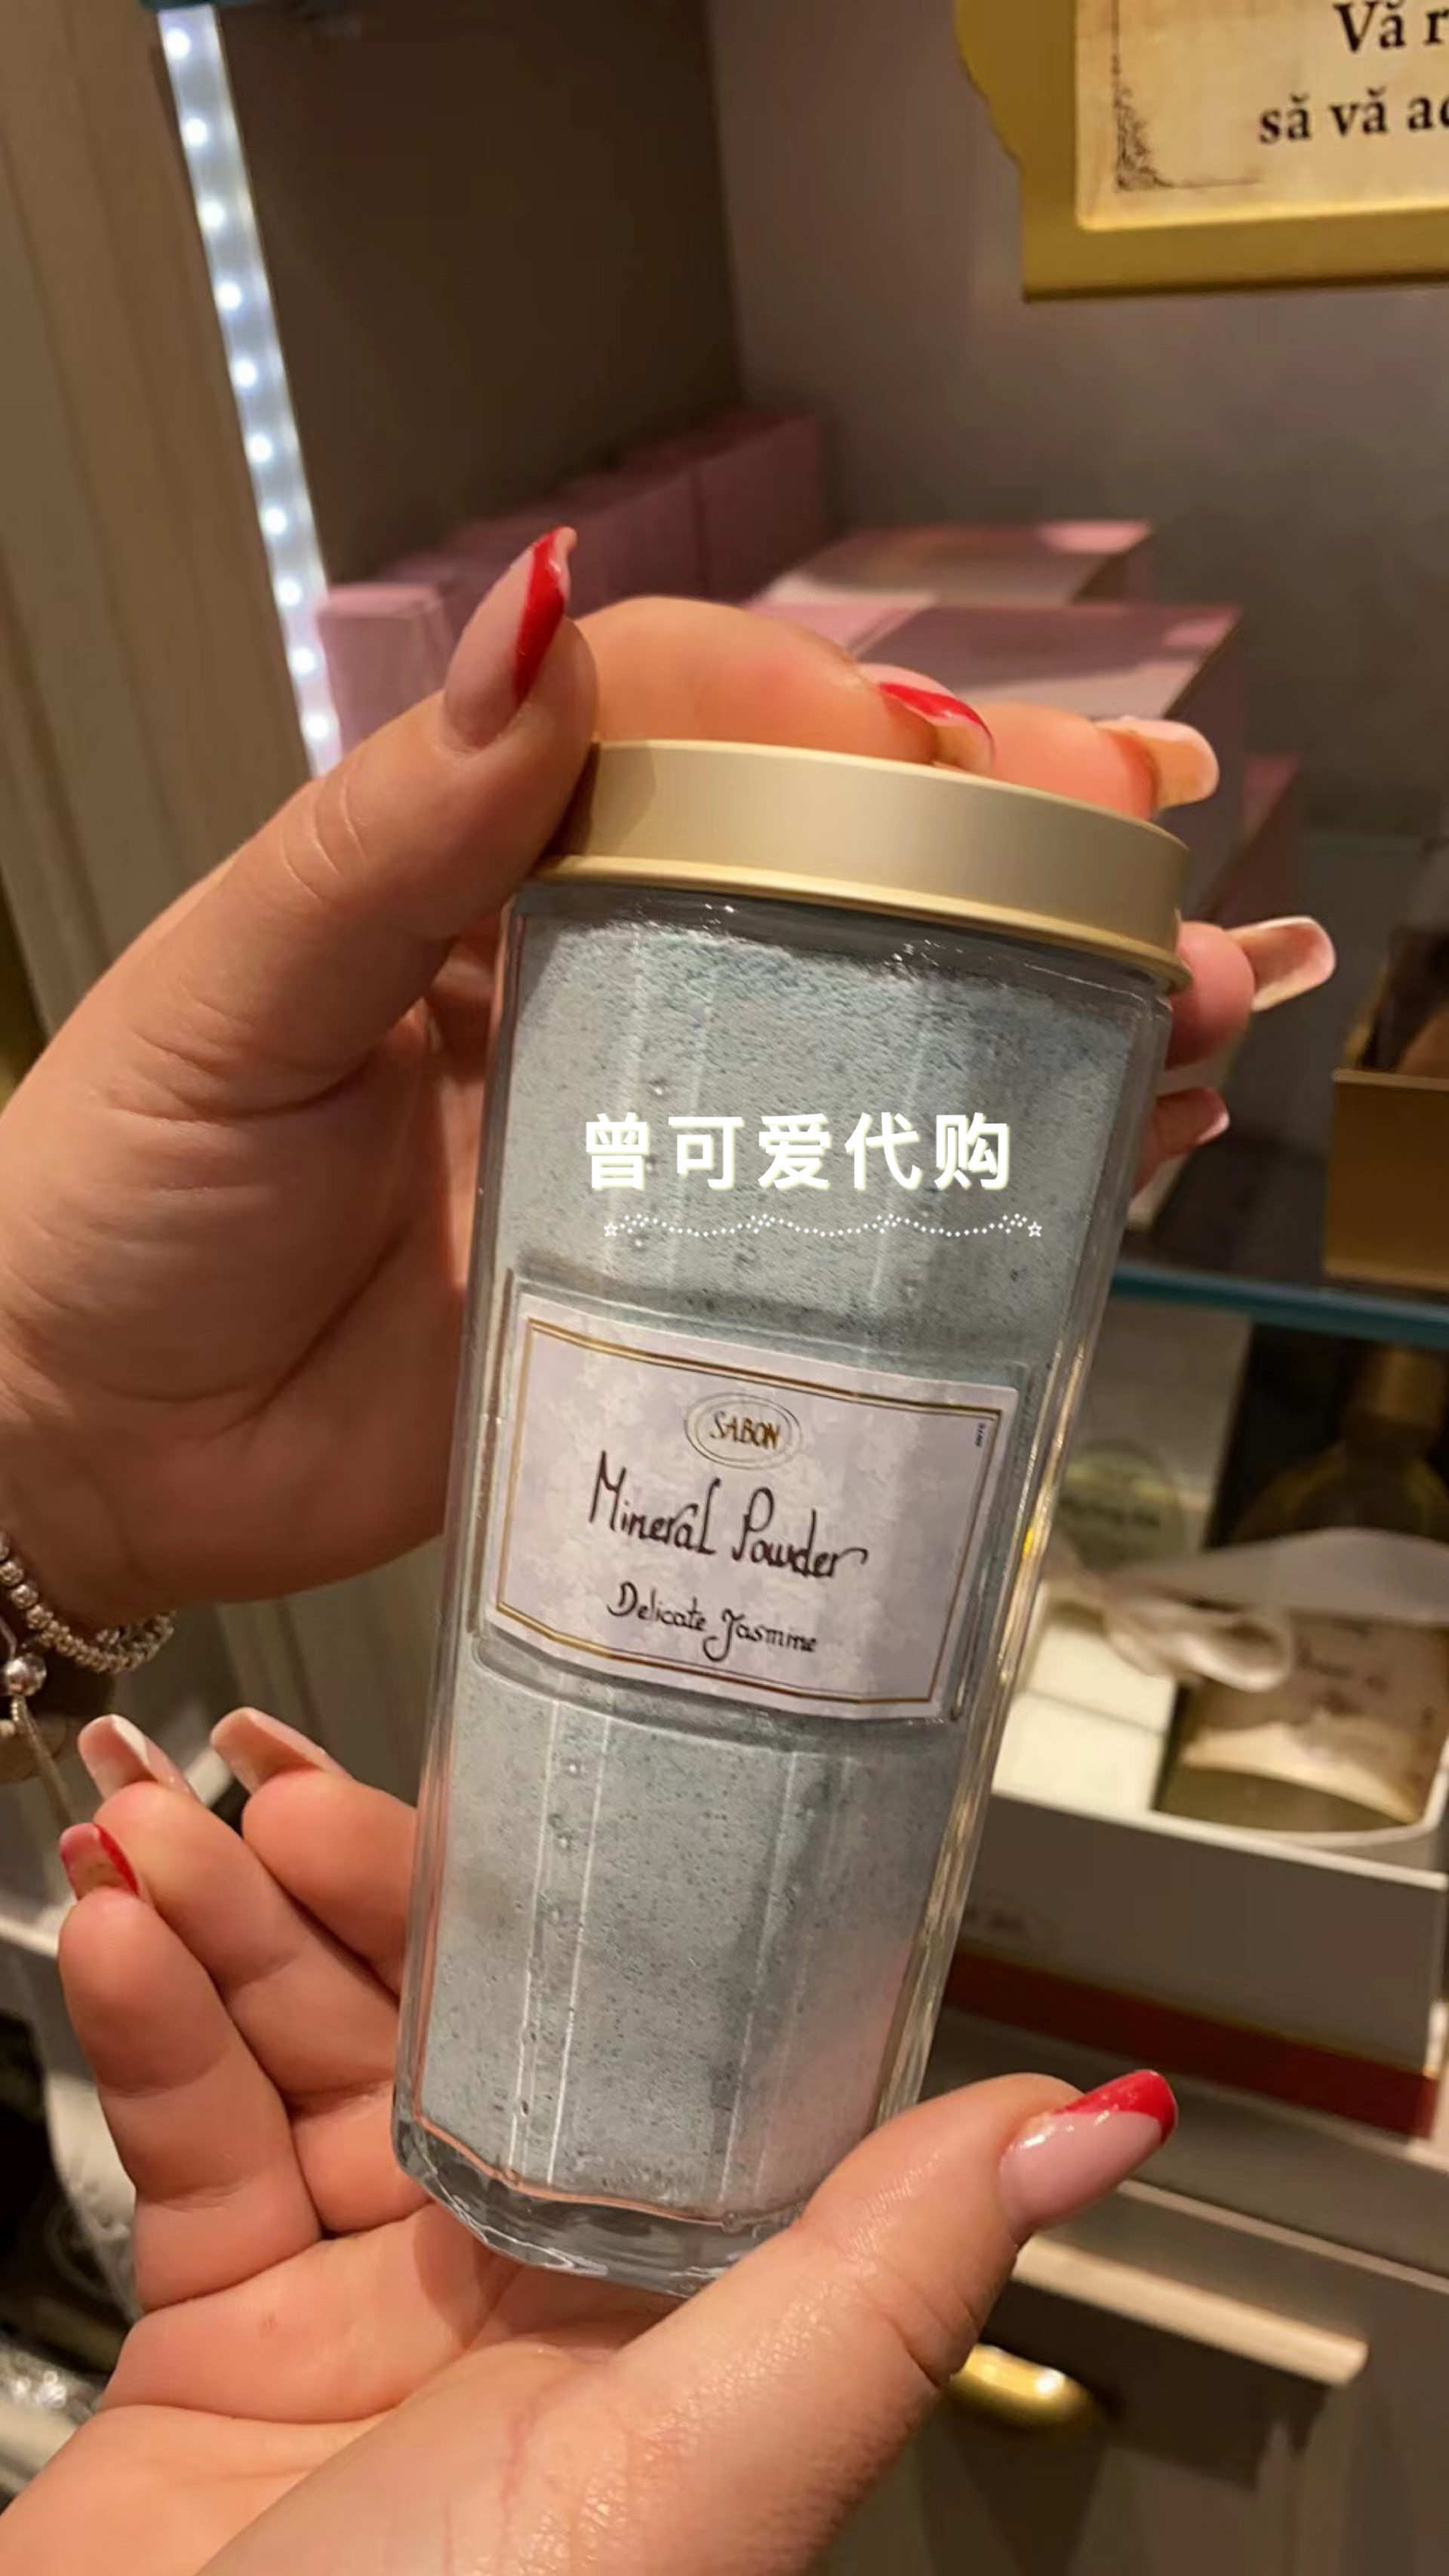 Vă
să vă
曾可爱代购
SABON
Mineral Powder
Delicate Jasmine